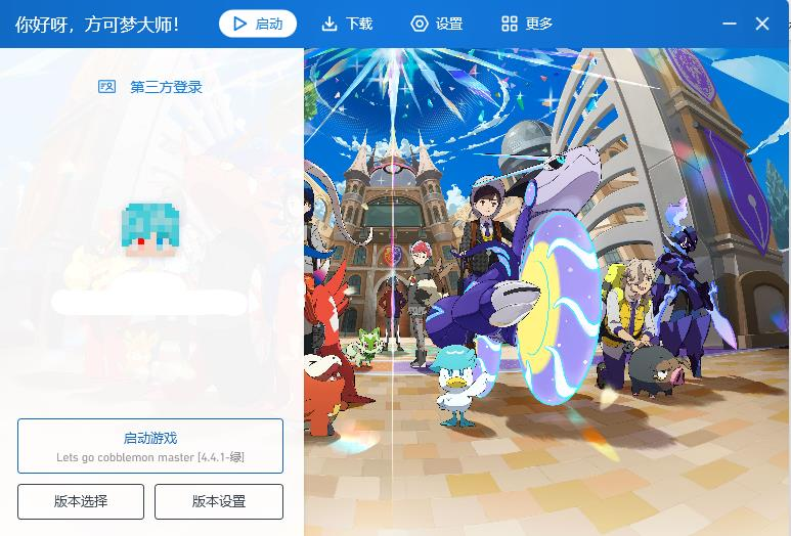 你好呀，方可梦大师！
启动
下载
设置
更多
第三方登录
启动游戏
Lets go cobblemon master [4.4.1-绿]
版本选择
版本设置